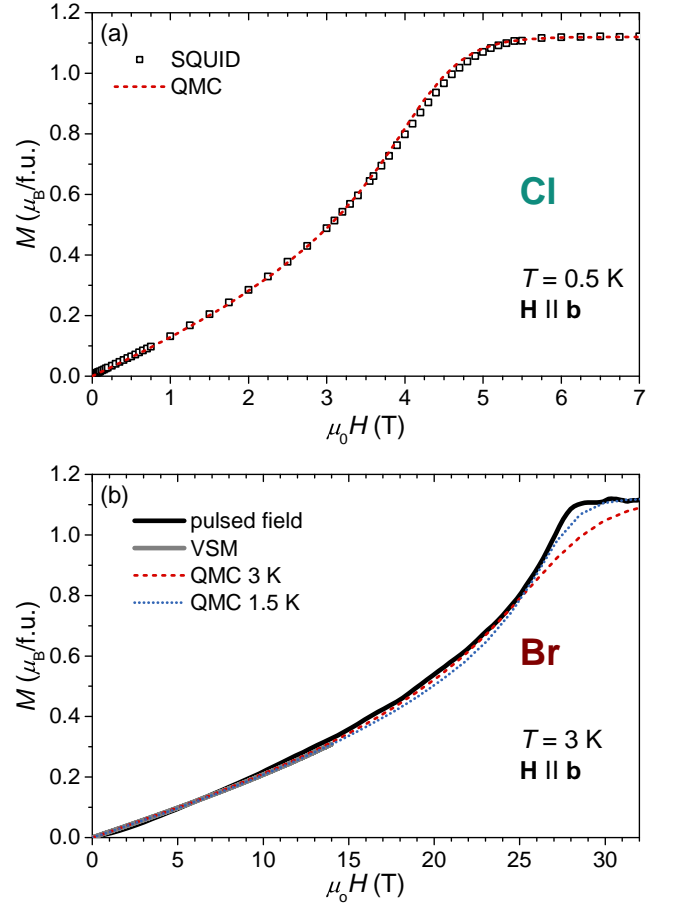 (a)
SQUID
QMC
Cl
T = 0.5 K
H || b
M (μB/f.u.)
1.2
1.0
0.8
0.6
0.4
0.2
0.0
0 1 2 3 4 5 6 7
μ0H (T)
(b)
pulsed field
VSM
QMC 3 K
QMC 1.5 K
Br
T = 3 K
H || b
M (μB/f.u.)
1.2
1.0
0.8
0.6
0.4
0.2
0.0
0 5 10 15 20 25 30
μoH (T)